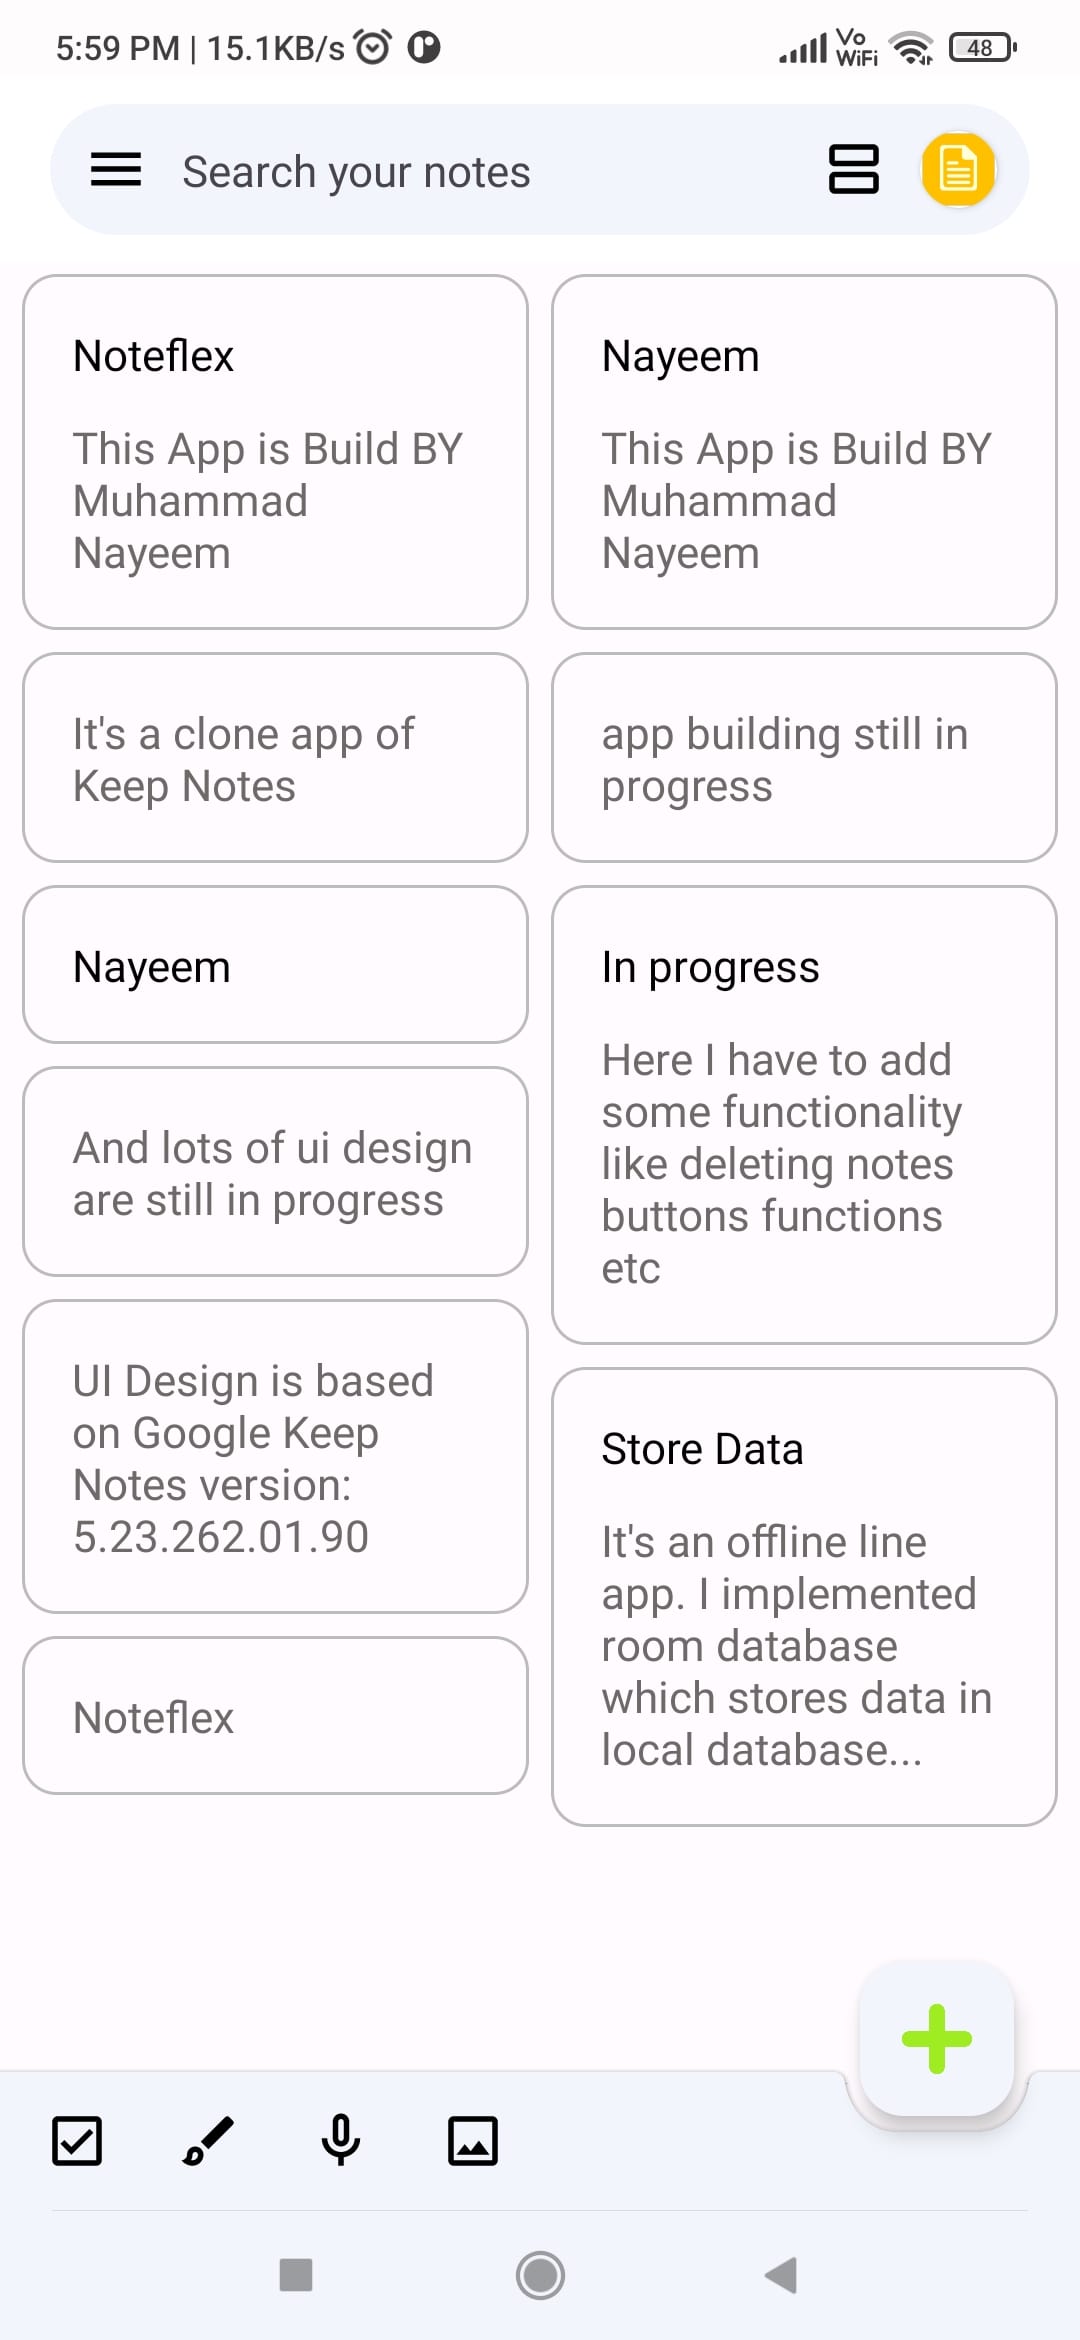 5:59 PM | 15.1KB/s
Vo
WiFi
48
Search your notes
Noteflex
This App is Build BY
Muhammad
Nayeem
Nayeem
This App is Build BY
Muhammad
Nayeem
It's a clone app of
Keep Notes
app building still in
progress
Nayeem
In progress
Here I have to add
some functionality
like deleting notes
buttons functions
etc
And lots of ui design
are still in progress
UI Design is based
on Google Keep
Notes version:
5.23.262.01.90
Store Data
It's an offline line
app. I implemented
room database
which stores data in
local database...
Noteflex